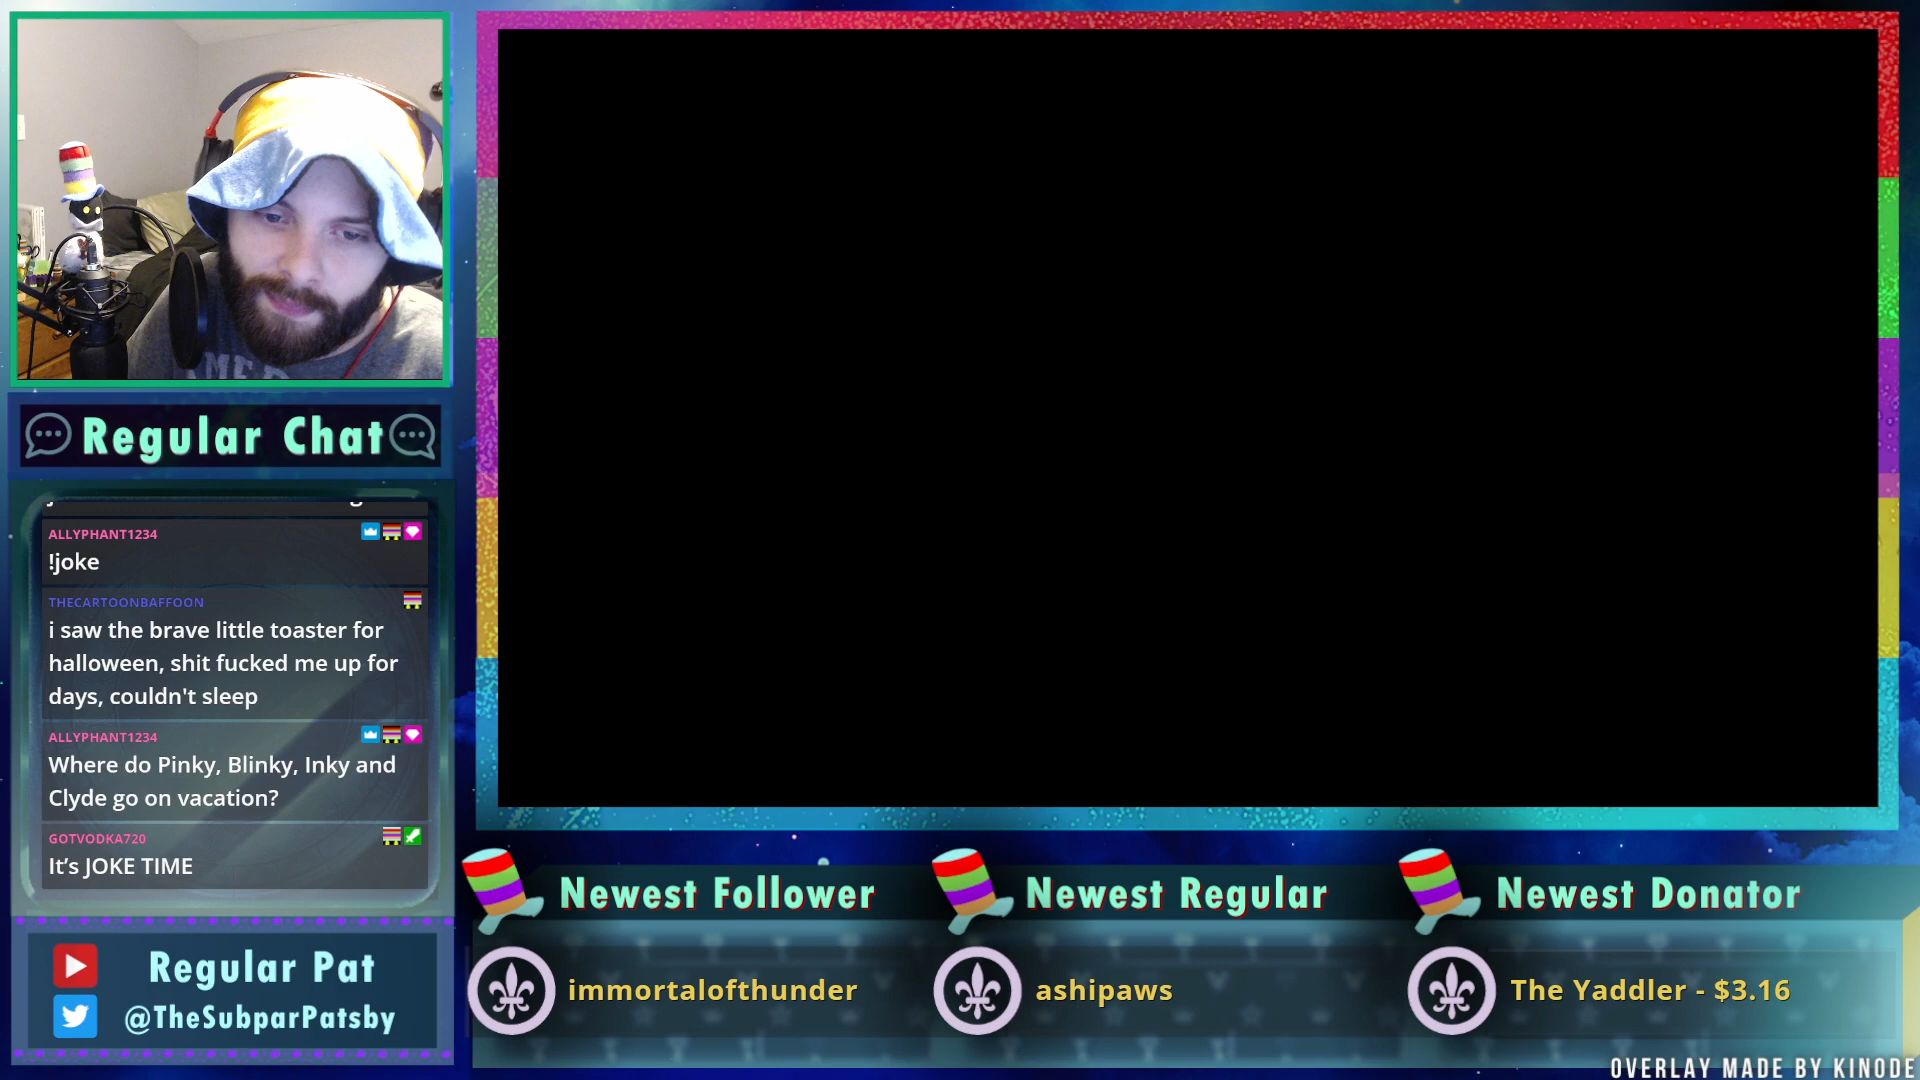 Regular Chat
ALLYPHANT1234
!joke
THECARTOONBAFFOON
i saw the brave little toaster for
halloween, shit fucked me up for
days, couldn't sleep
ALLYPHANT1234
Where do Pinky, Blinky, Inky and
Clyde go on vacation?
GOTVODKA720
It’s JOKE TIME
Regular Pat
@TheSubparPatsby
Newest Follower
immortalofthunder
Newest Regular
ashipaws
Newest Donator
The Yaddler - $3.16
OVERLAY MADE BY KINODE